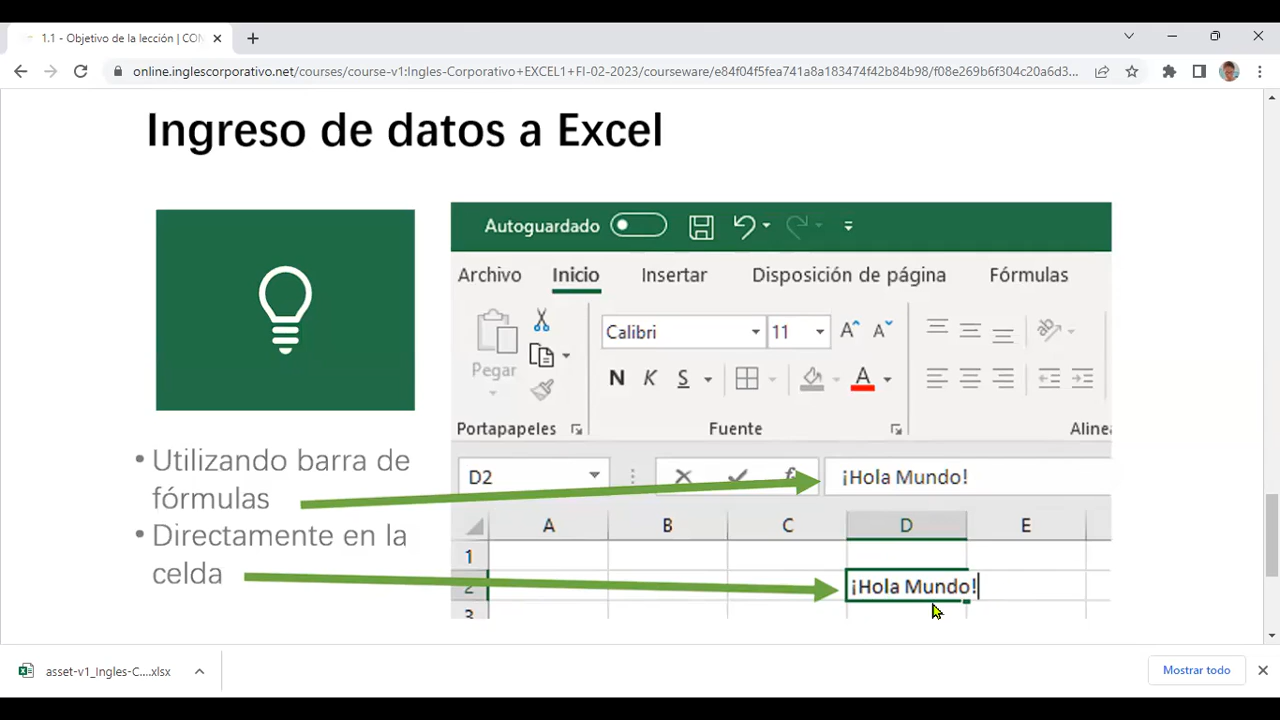 1.1 - Objetivo de la lección | CON
online.inglescorporativo.net/courses/course-v1:Ingles-Corporativo+EXCEL1+FI-02-2023/courseware/e84f04f5fea741a8a183474f42b84b98/f08e269b6f304c20a6d3...
Ingreso de datos a Excel
Autoguardado
Archivo Inicio Insertar Disposición de página Fórmulas
Calibri 11 A A
Pegar
N K S A
Portapapeles Fuente Alinea
• Utilizando barra de
fórmulas
• Directamente en la
celda
D2 ¡Hola Mundo!
A B C D E
1
2 ¡Hola Mundo!
3
asset-v1_Ingles-C....xlsx
Mostrar todo